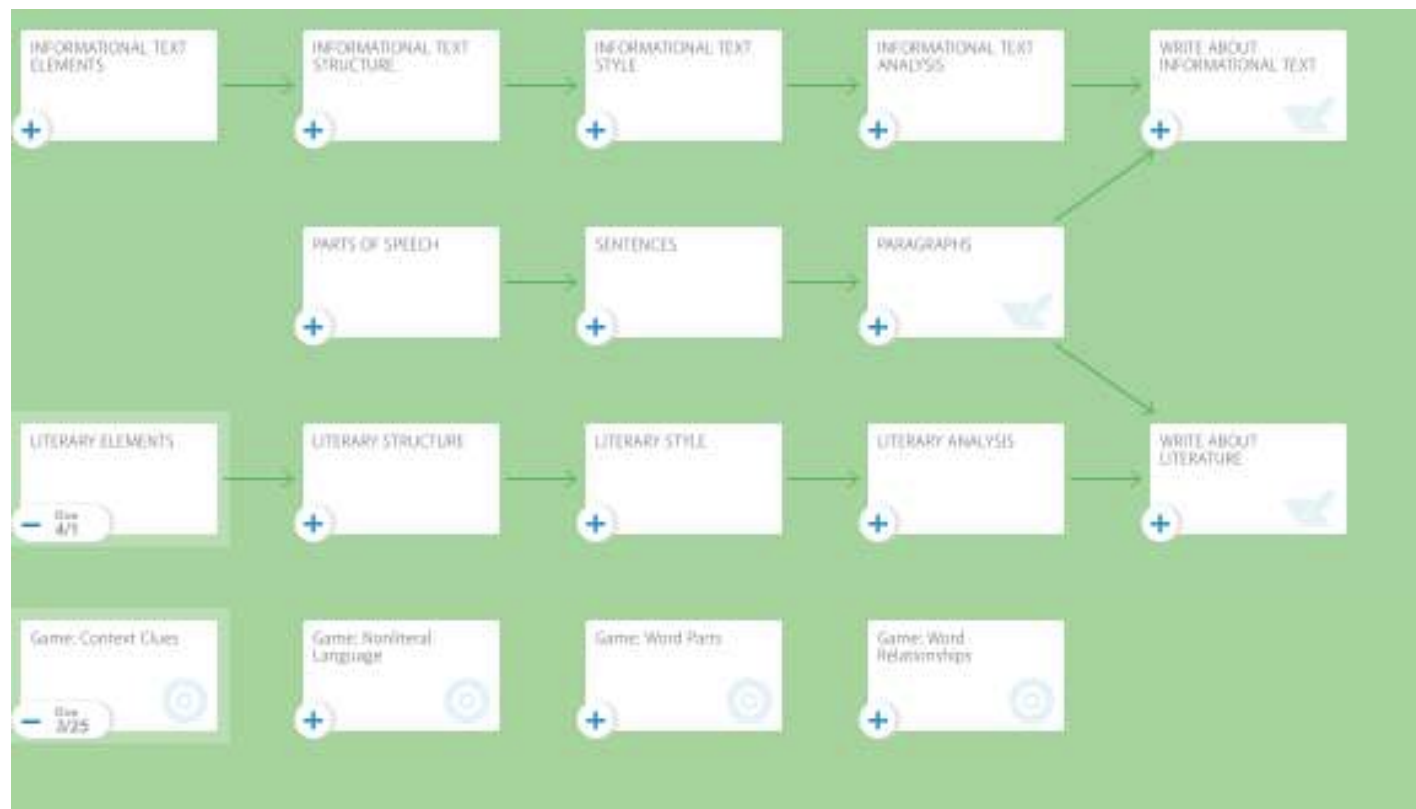 INFORMATIONAL TEXT
ELEMENTS
INFORMATIONAL TEXT
STRUCTURE
INFORMATIONAL TEXT
STYLE
INFORMATIONAL TEXT
ANALYSIS
WRITE ABOUT
INFORMATIONAL TEXT
PARTS OF SPEECH
SENTENCES
PARAGRAPHS
LITERARY ELEMENTS
Due
4/1
LITERARY STRUCTURE
LITERARY STYLE
LITERARY ANALYSIS
WRITE ABOUT
LITERATURE
Game: Context Clues
Due
3/25
Game: Nonliteral
Language
Game: Word Parts
Game: Word
Relationships